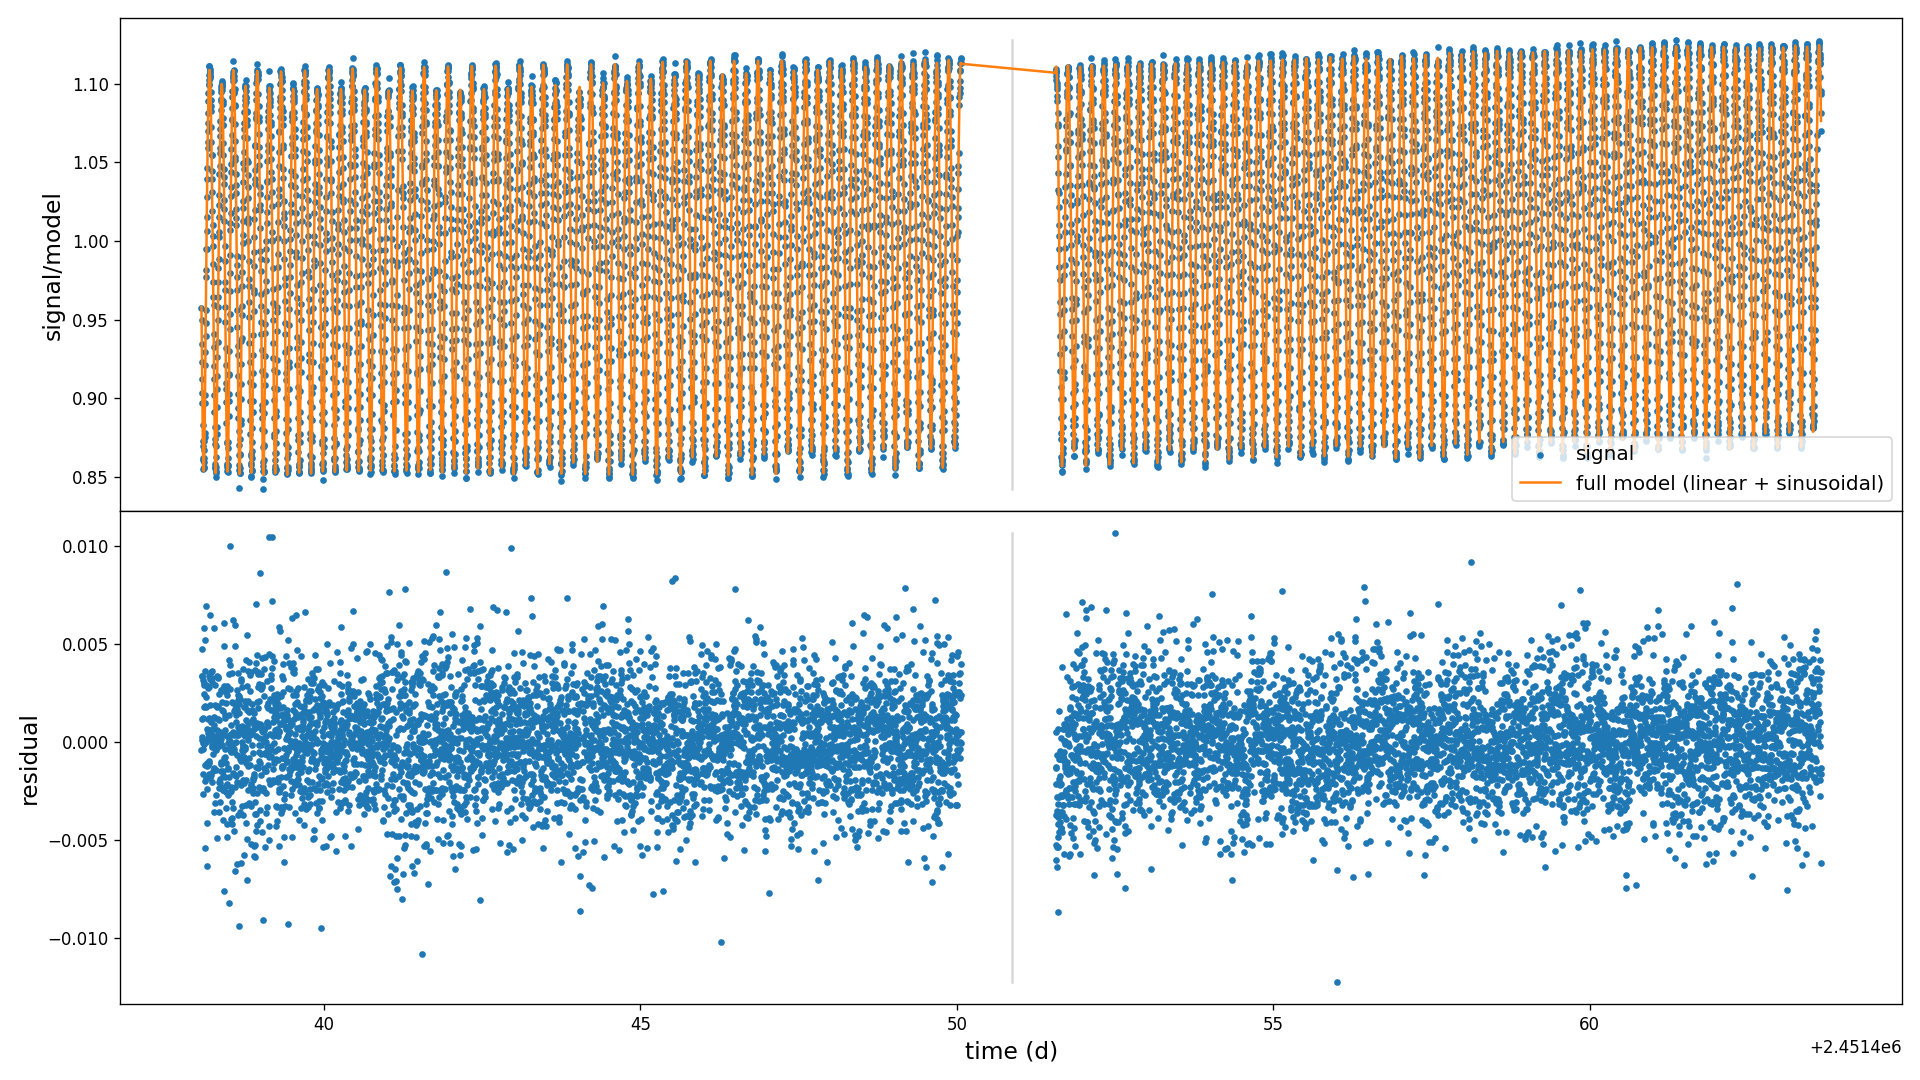 signal/model
1.10
1.05
1.00
0.95
0.90
0.85
signal
full model (linear + sinusoidal)
residual
0.010
0.005
0.000
−0.005
−0.010
40
45
50
55
60
time (d)
+2.4514e6